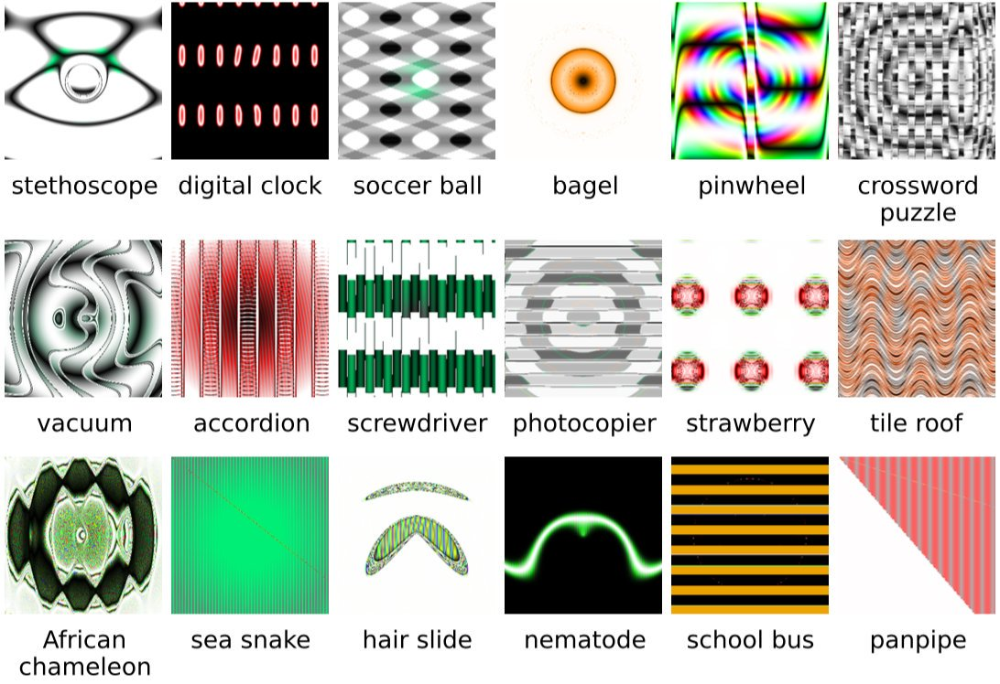 stethoscope
digital clock
soccer ball
bagel
pinwheel
crossword
puzzle
vacuum
accordion
screwdriver
photocopier
strawberry
tile roof
African
chameleon
sea snake
hair slide
nematode
school bus
panpipe